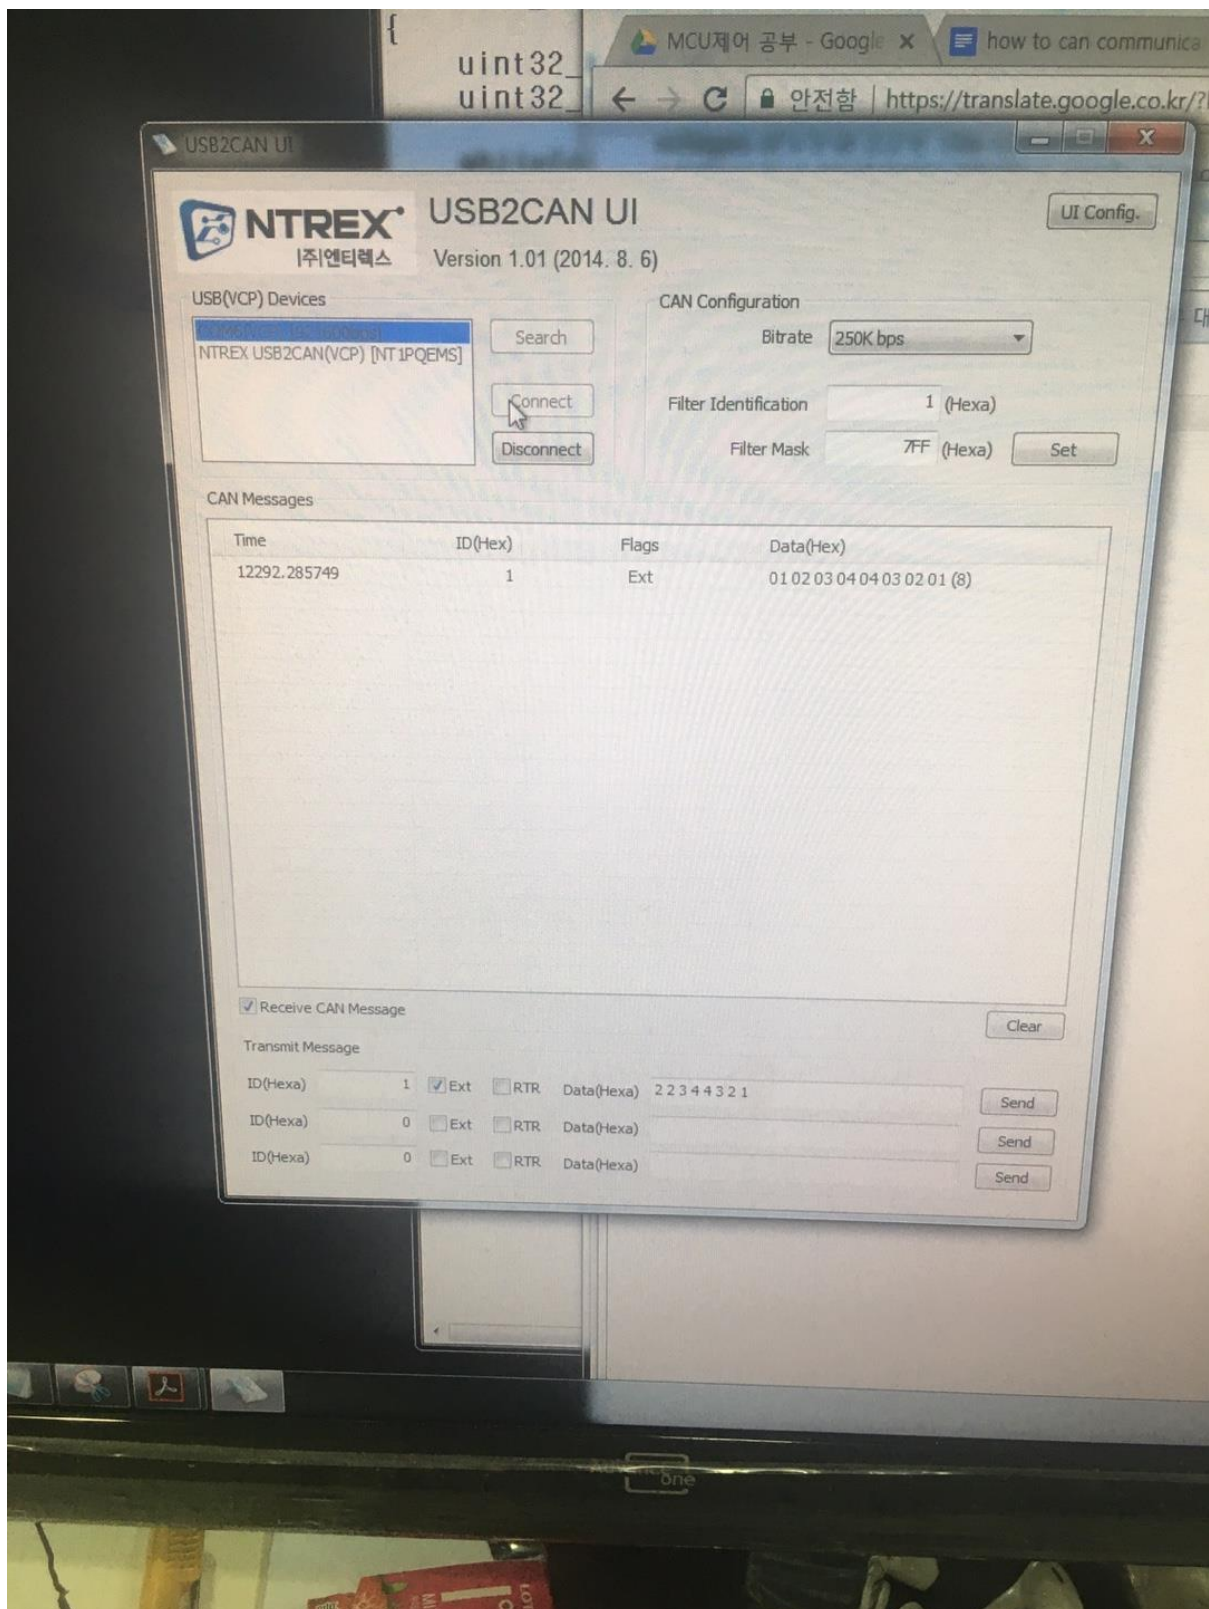 {
uint32_
uint32_
MCU제어 공부 - Google
how to can communica
안전함 | https://translate.google.co.kr/?
USB2CAN UI
NTREX
|주|엔티렉스
USB2CAN UI
Version 1.01 (2014. 8. 6)
UI Config.
USB(VCP) Devices
NTREX USB2CAN(VCP) [NT1PQEMS]
Search
Connect
Disconnect
CAN Configuration
Bitrate 250K bps
Filter Identification 1 (Hexa)
Filter Mask 7FF (Hexa) Set
CAN Messages
Time ID(Hex) Flags Data(Hex)
12292.285749 1 Ext 01 02 03 04 04 03 02 01 (8)
Receive CAN Message
Clear
Transmit Message
ID(Hexa) 1 Ext RTR Data(Hexa) 2 2 3 4 4 3 2 1 Send
ID(Hexa) 0 Ext RTR Data(Hexa) Send
ID(Hexa) 0 Ext RTR Data(Hexa) Send
one